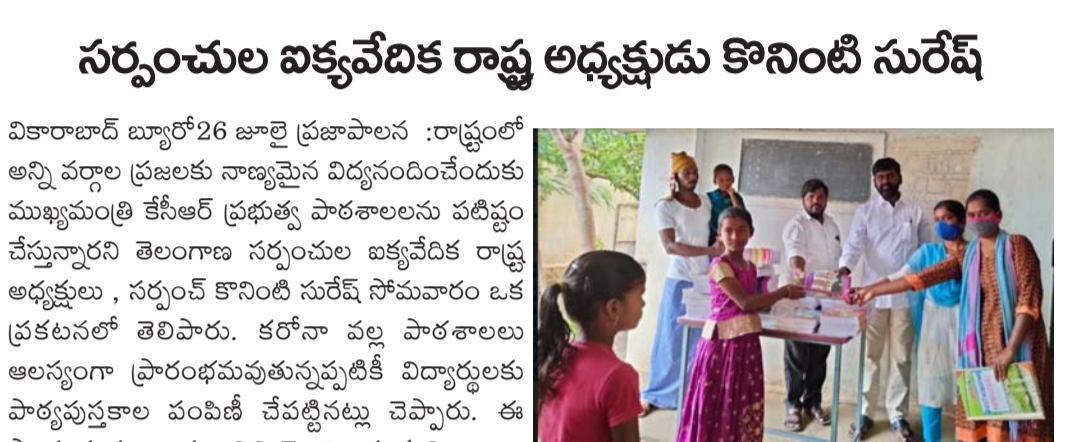 సర్పంచుల ఐక్యవేదిక రాష్ట్ర అధ్యక్షుడు కొనింటి సురేష్
వికారాబాద్ బ్యూరో26 జూలై ప్రజాపాలన :రాష్ట్రంలో
అన్ని వర్గాల ప్రజలకు నాణ్యమైన విద్యనందించేందుకు
ముఖ్యమంత్రి కేసీఆర్ ప్రభుత్వ పాఠశాలలను పటిష్టం
చేస్తున్నారని తెలంగాణ సర్పంచుల ఐక్యవేదిక రాష్ట్ర
అధ్యక్షులు , సర్పంచ్ కొనింటి సురేష్ సోమవారం ఒక
ప్రకటనలో తెలిపారు. కరోనా వల్ల పాఠశాలలు
ఆలస్యంగా ప్రారంభమవుతున్నప్పటికీ విద్యార్థులకు
పాఠ్యపుస్తకాల పంపిణీ చేపట్టినట్లు చెప్పారు. ఈ